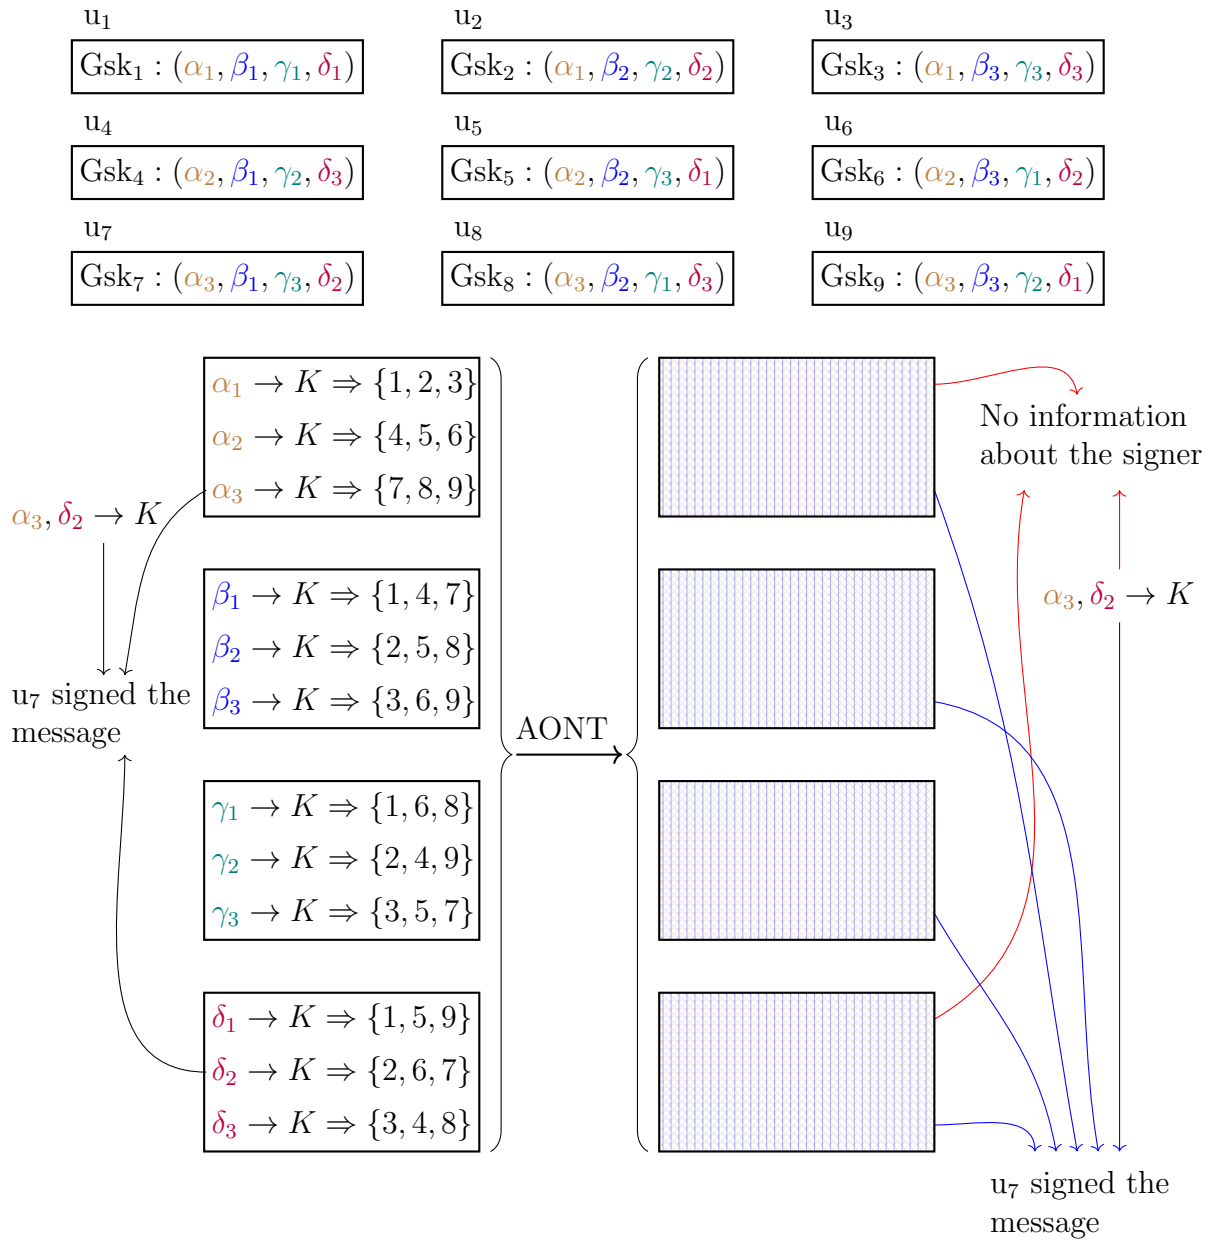 u₁ u₂ u₃
Gsk₁ : (α₁, β₁, γ₁, δ₁) Gsk₂ : (α₁, β₂, γ₂, δ₂) Gsk₃ : (α₁, β₃, γ₃, δ₃)
u₄ u₅ u₆
Gsk₄ : (α₂, β₁, γ₂, δ₃) Gsk₅ : (α₂, β₂, γ₃, δ₁) Gsk₆ : (α₂, β₃, γ₁, δ₂)
u₇ u₈ u₉
Gsk₇ : (α₃, β₁, γ₃, δ₂) Gsk₈ : (α₃, β₂, γ₁, δ₃) Gsk₉ : (α₃, β₃, γ₂, δ₁)
α₁ → K ⇒ {1, 2, 3}
α₂ → K ⇒ {4, 5, 6}
α₃ → K ⇒ {7, 8, 9}
α₃, δ₂ → K
β₁ → K ⇒ {1, 4, 7}
β₂ → K ⇒ {2, 5, 8}
β₃ → K ⇒ {3, 6, 9}
u₇ signed the
message
γ₁ → K ⇒ {1, 6, 8}
γ₂ → K ⇒ {2, 4, 9}
γ₃ → K ⇒ {3, 5, 7}
δ₁ → K ⇒ {1, 5, 9}
δ₂ → K ⇒ {2, 6, 7}
δ₃ → K ⇒ {3, 4, 8}
AONT
No information
about the signer
α₃, δ₂ → K
u₇ signed the
message